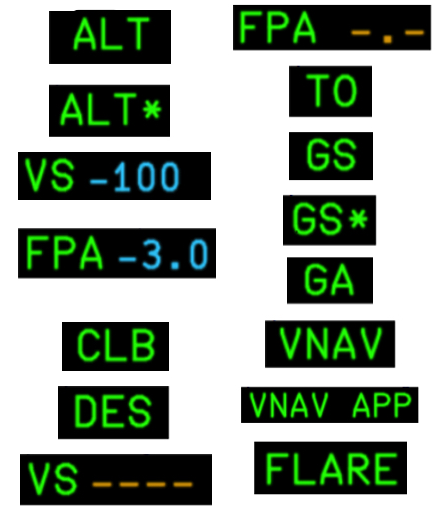 ALT
ALT*
VS -100
FPA -3.0
CLB
DES
VS ----
FPA -.-
TO
GS
GS*
GA
VNAV
VNAV APP
FLARE